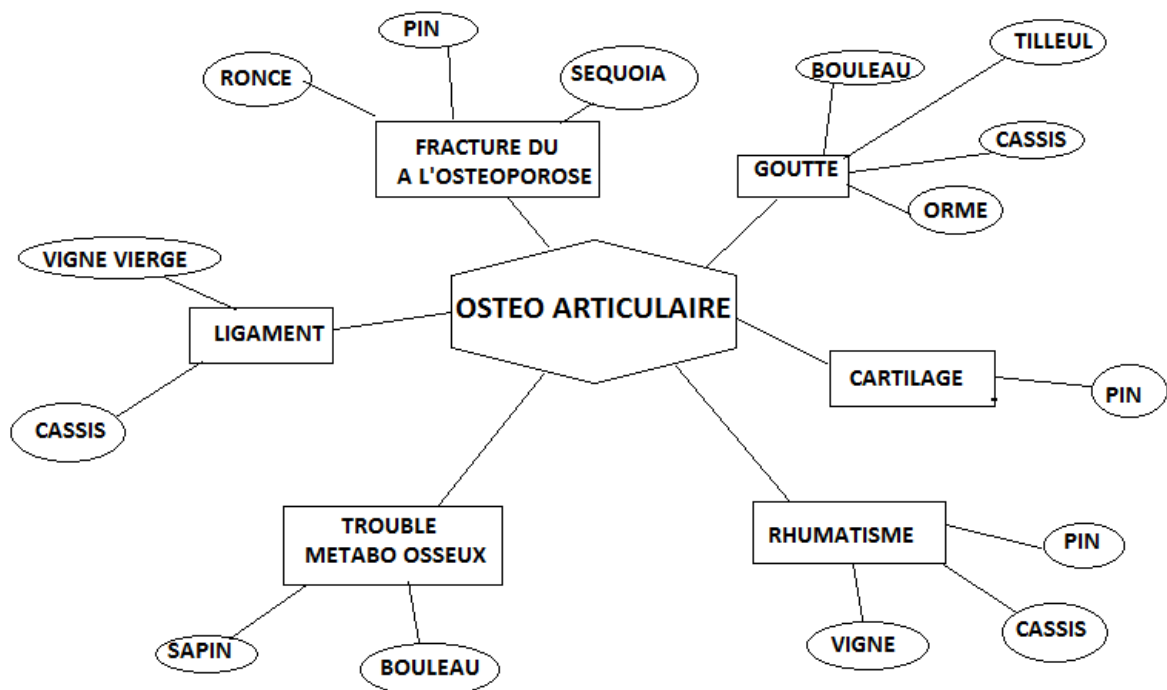 PIN
TILLEUL
RONCE
SEQUOIA
BOULEAU
FRACTURE DU
A L'OSTEOPOROSE
CASSIS
GOUTTE
ORME
VIGNE VIERGE
OSTEO ARTICULAIRE
LIGAMENT
CARTILAGE
PIN
CASSIS
TROUBLE
METABO OSSEUX
RHUMATISME
PIN
CASSIS
VIGNE
SAPIN
BOULEAU